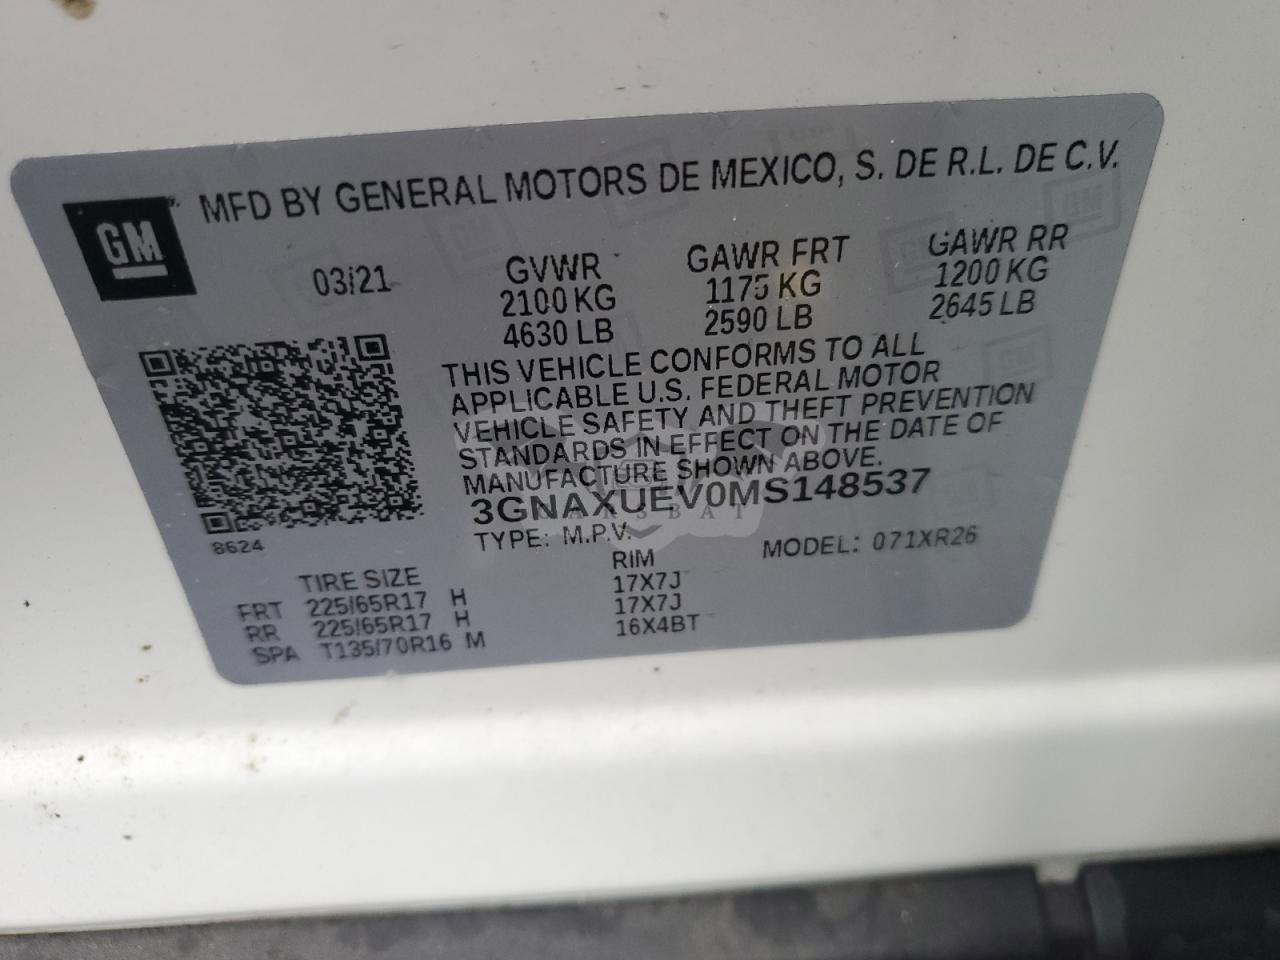 GM
MFD BY GENERAL MOTORS DE MEXICO, S. DE R.L. DE C.V.
03/21 GVWR GAWR FRT GAWR RR
2100 KG 1175 KG 1200 KG
4630 LB 2590 LB 2645 LB
THIS VEHICLE CONFORMS TO ALL
APPLICABLE U.S. FEDERAL MOTOR
VEHICLE SAFETY AND THEFT PREVENTION
STANDARDS IN EFFECT ON THE DATE OF
MANUFACTURE SHOWN ABOVE.
3GNAXUEV0MS148537
TYPE: M.P.V. MODEL: 071XR26
8624
TIRE SIZE RIM
FRT 225/65R17 H 17X7J
RR 225/65R17 H 17X7J
SPA T135/70R16 M 16X4BT